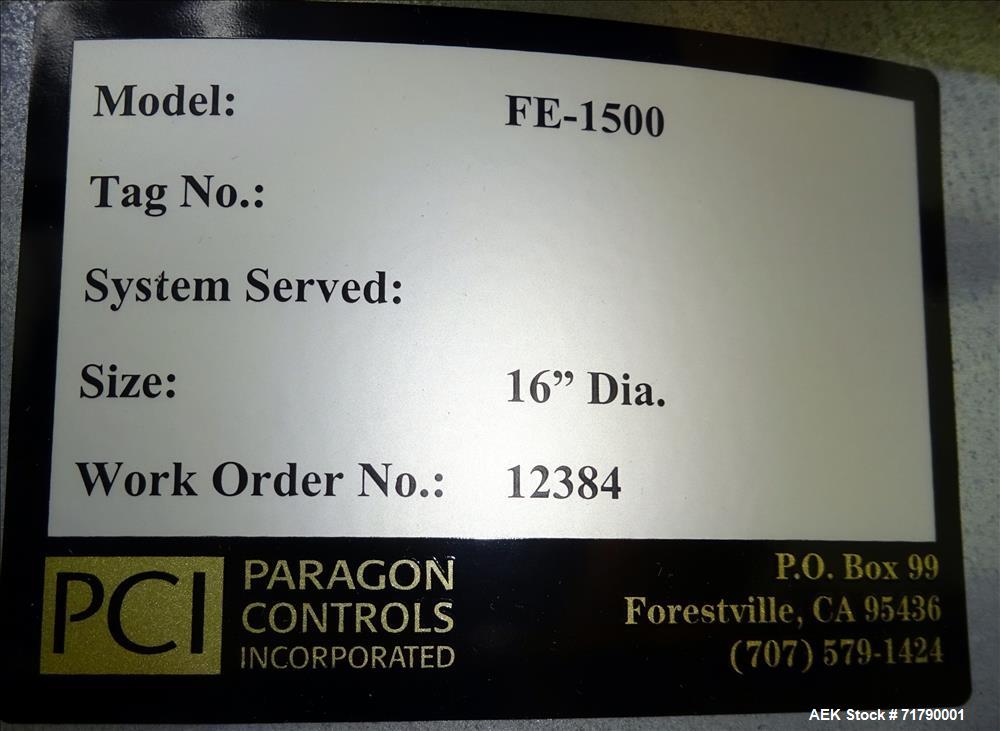 Model: FE-1500
Tag No.:
System Served:
Size: 16” Dia.
Work Order No.: 12384
PCI
PARAGON
CONTROLS
INCORPORATED
P.O. Box 99
Forestville, CA 95436
(707) 579-1424
AEK Stock # 71790001